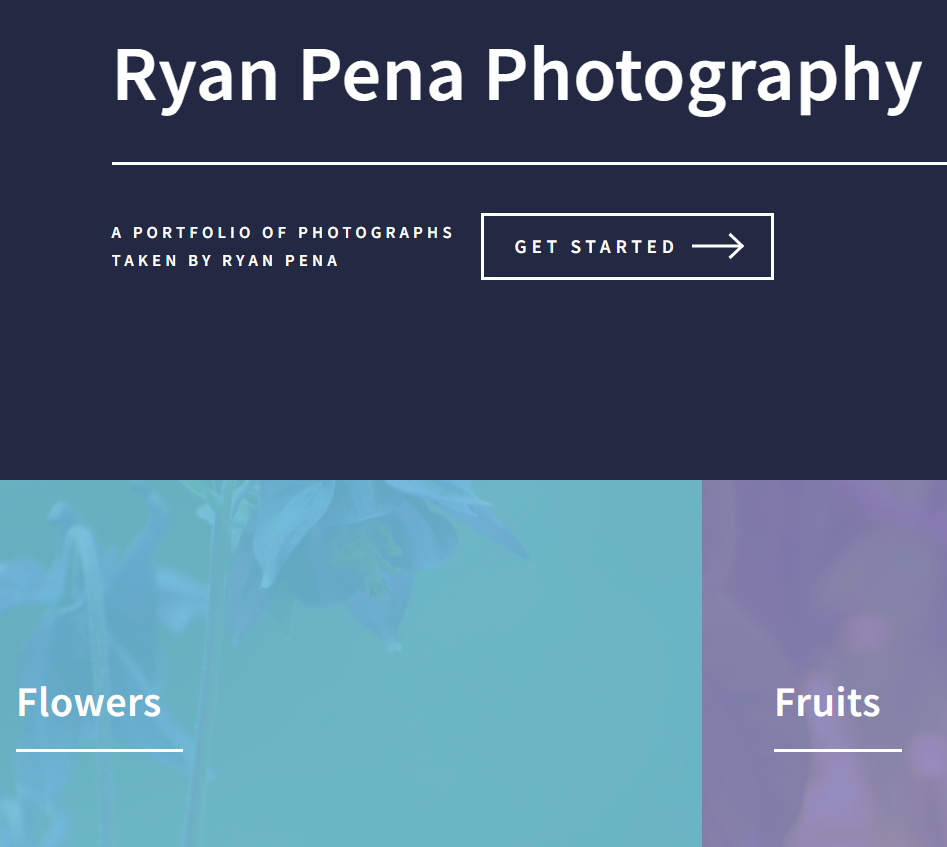 Ryan Pena Photography
A PORTFOLIO OF PHOTOGRAPHS
TAKEN BY RYAN PENA
GET STARTED
Flowers
Fruits